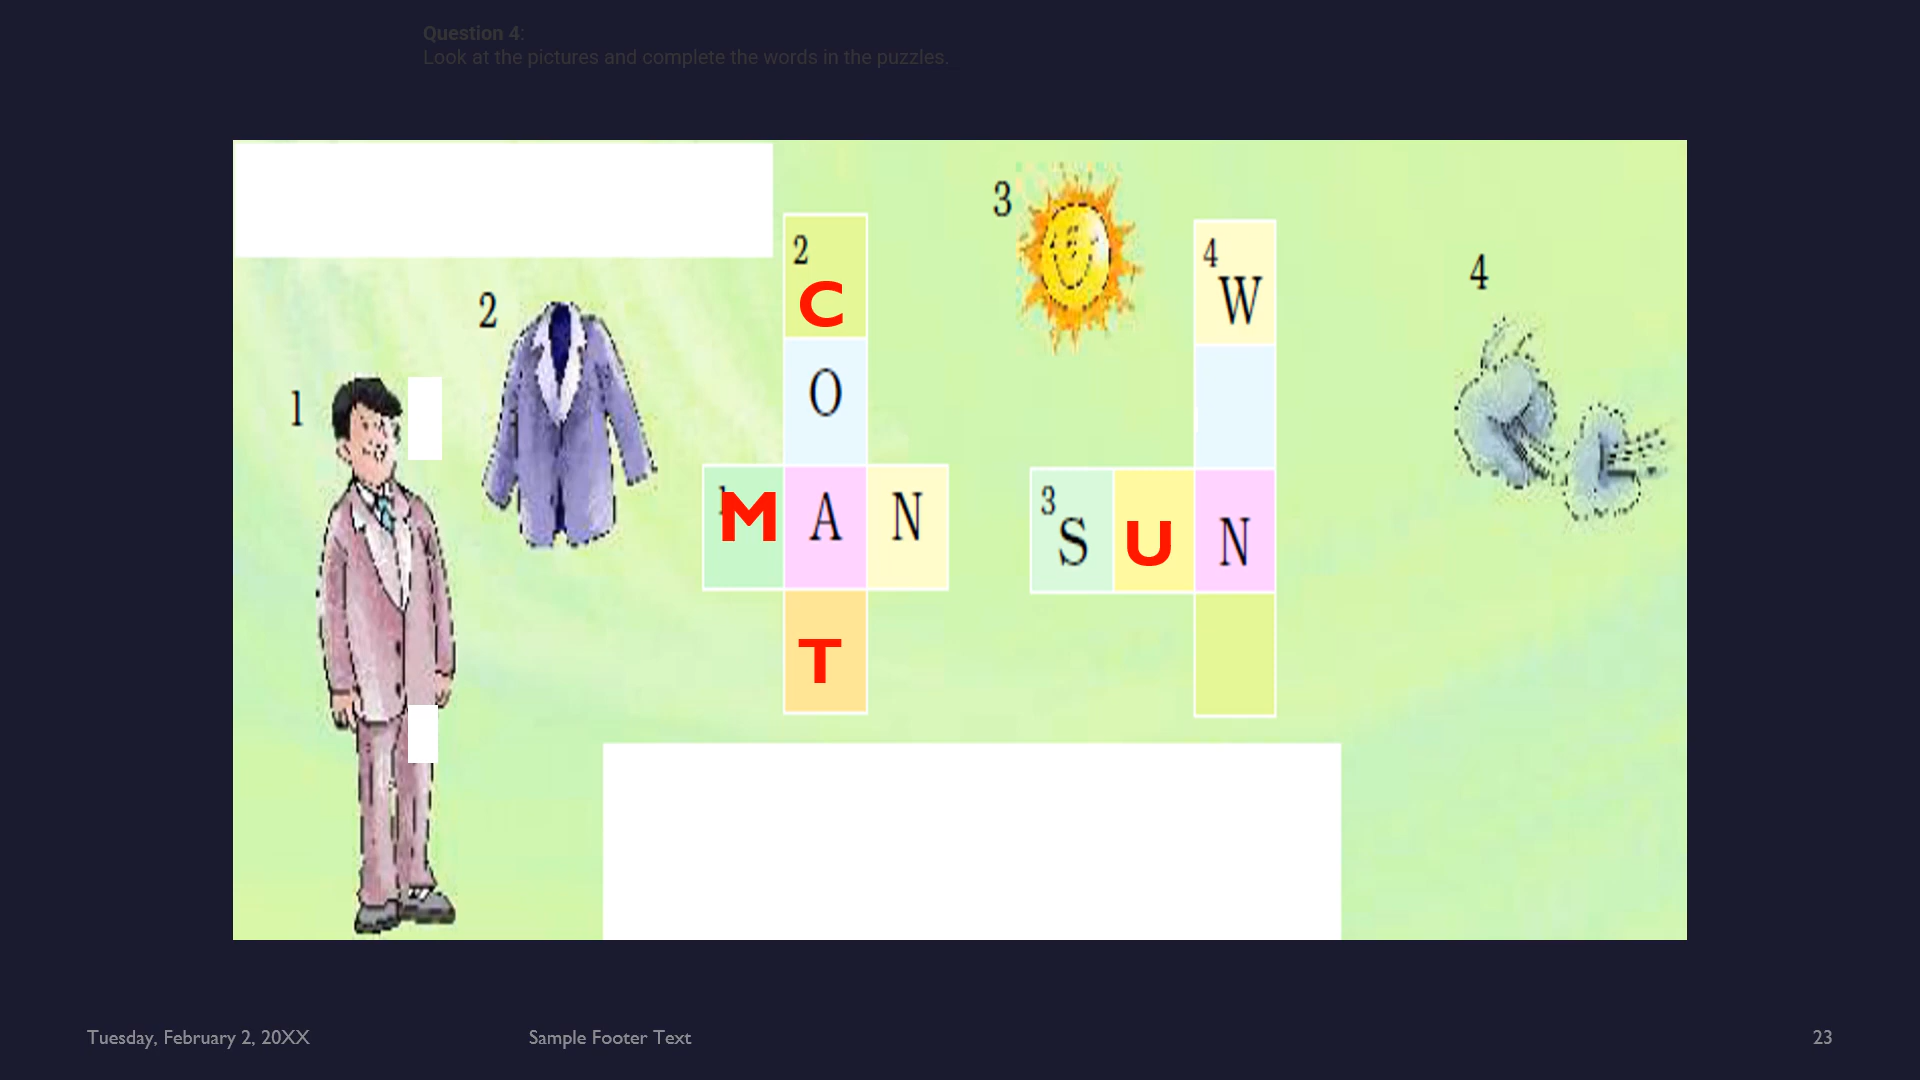 Question 4:
Look at the pictures and complete the words in the puzzles.
3
2
4
4
W
C
2
O
1
1
M A N
3
S U N
T
Tuesday, February 2, 20XX
Sample Footer Text
23